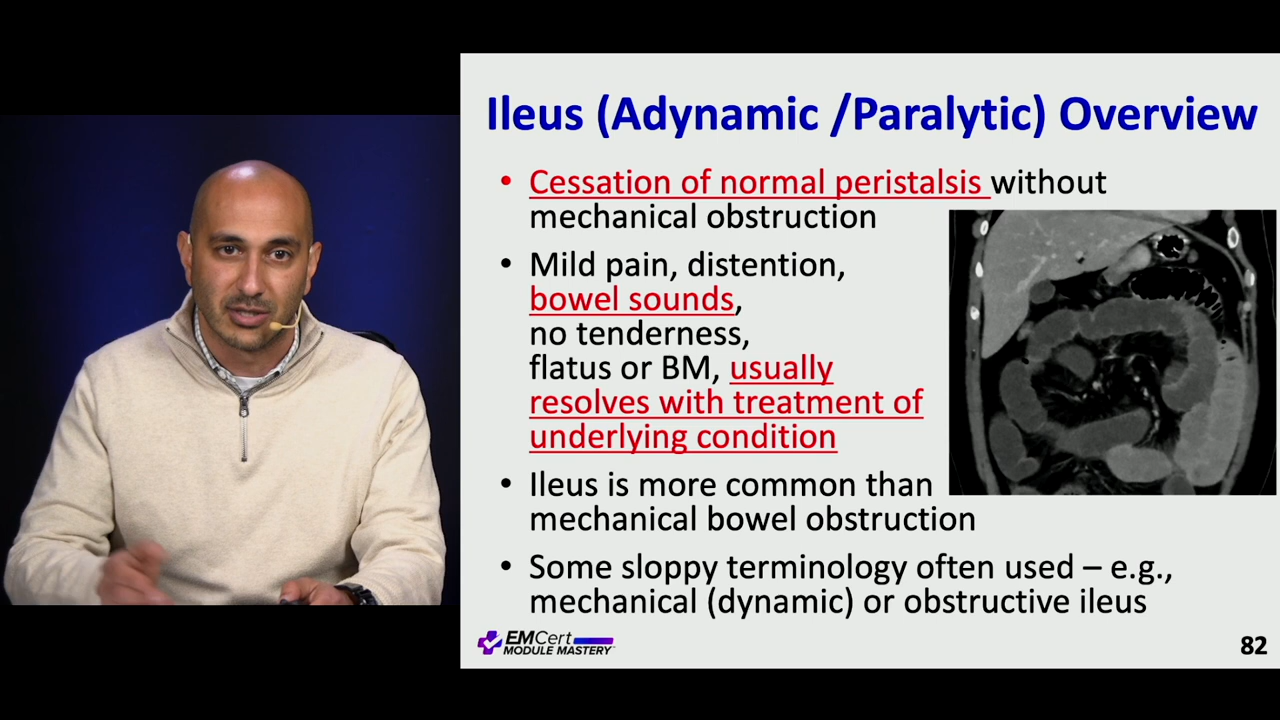 Ileus (Adynamic /Paralytic) Overview
• Cessation of normal peristalsis without
mechanical obstruction
• Mild pain, distention,
bowel sounds,
no tenderness,
flatus or BM, usually
resolves with treatment of
underlying condition
• Ileus is more common than
mechanical bowel obstruction
• Some sloppy terminology often used – e.g.,
mechanical (dynamic) or obstructive ileus
EMCert
MODULE MASTERY
82